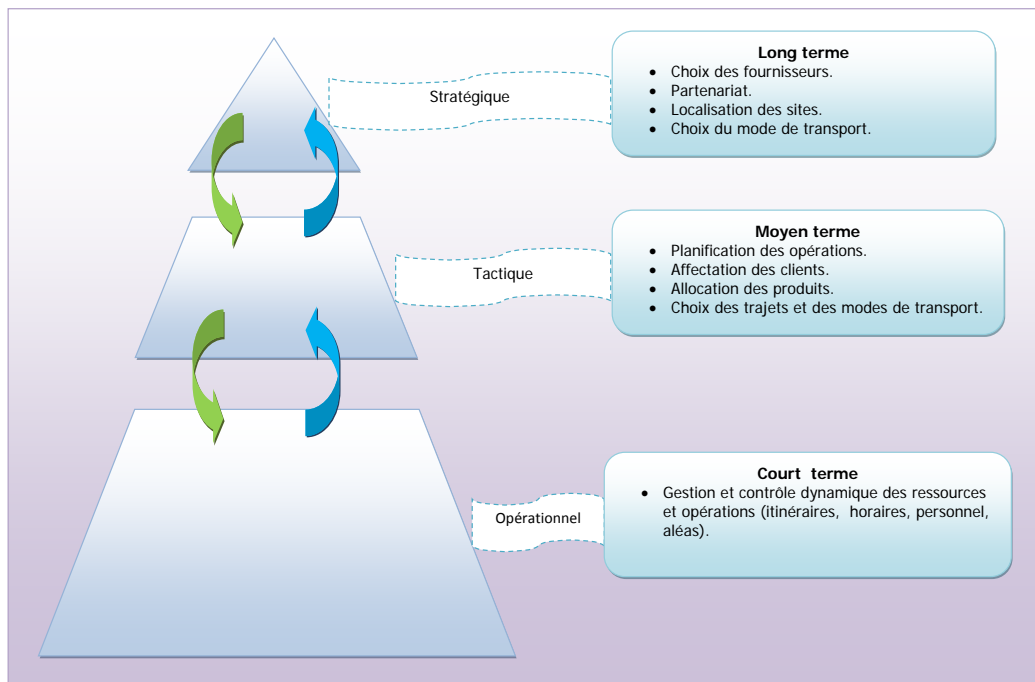 Long terme
• Choix des fournisseurs.
• Partenariat.
• Localisation des sites.
• Choix du mode de transport.
Stratégique
Moyen terme
• Planification des opérations.
• Affectation des clients.
• Allocation des produits.
• Choix des trajets et des modes de transport.
Tactique
Court terme
• Gestion et contrôle dynamique des ressources
et opérations (itinéraires, horaires, personnel,
aléas).
Opérationnel